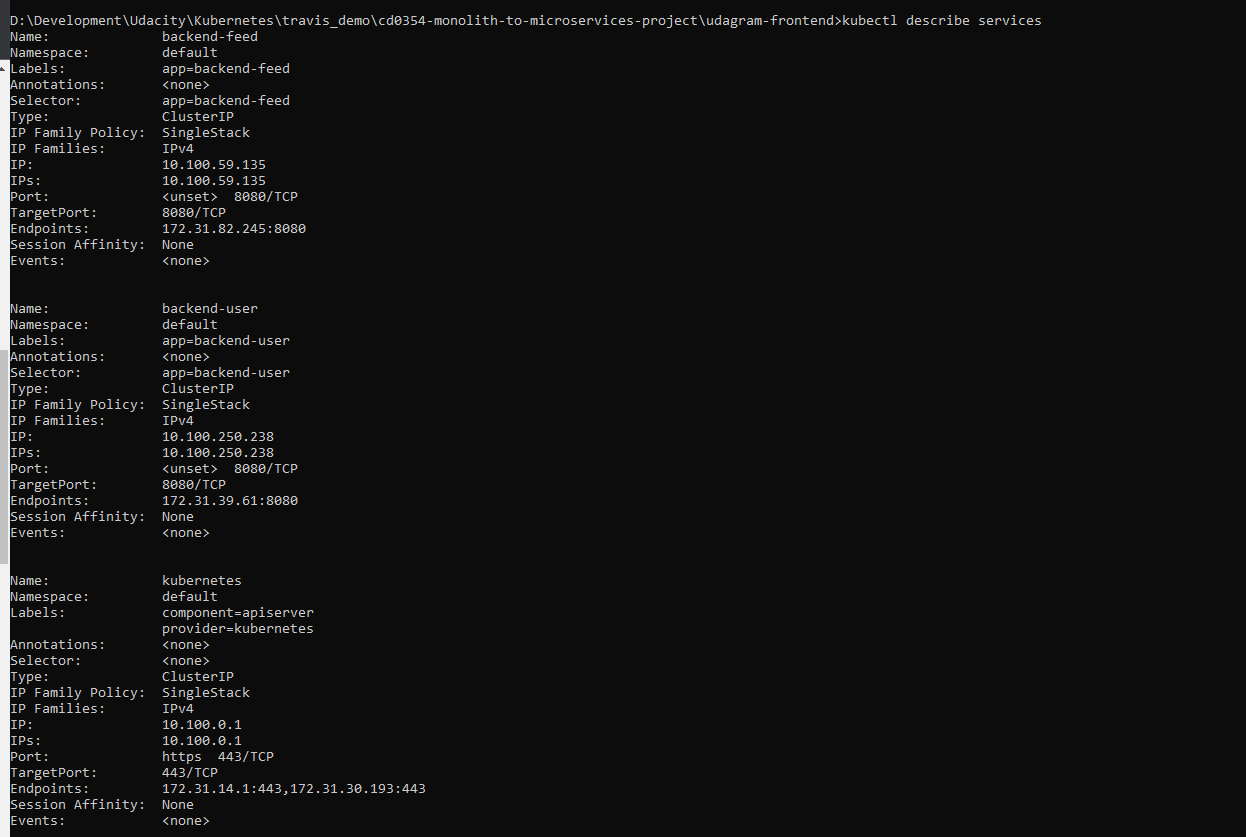 D:\Development\Udacity\Kubernetes\travis_demo\cd0354-monolith-to-microservices-project\udagram-frontend>kubectl describe services
Name:              backend-feed
Namespace:         default
Labels:            app=backend-feed
Annotations:       <none>
Selector:          app=backend-feed
Type:              ClusterIP
IP Family Policy:  SingleStack
IP Families:       IPv4
IP:                10.100.59.135
IPs:               10.100.59.135
Port:              <unset>  8080/TCP
TargetPort:        8080/TCP
Endpoints:         172.31.82.245:8080
Session Affinity:  None
Events:            <none>
Name:              backend-user
Namespace:         default
Labels:            app=backend-user
Annotations:       <none>
Selector:          app=backend-user
Type:              ClusterIP
IP Family Policy:  SingleStack
IP Families:       IPv4
IP:                10.100.250.238
IPs:               10.100.250.238
Port:              <unset>  8080/TCP
TargetPort:        8080/TCP
Endpoints:         172.31.39.61:8080
Session Affinity:  None
Events:            <none>
Name:              kubernetes
Namespace:         default
Labels:            component=apiserver
                   provider=kubernetes
Annotations:       <none>
Selector:          <none>
Type:              ClusterIP
IP Family Policy:  SingleStack
IP Families:       IPv4
IP:                10.100.0.1
IPs:               10.100.0.1
Port:              https  443/TCP
TargetPort:        443/TCP
Endpoints:         172.31.14.1:443,172.31.30.193:443
Session Affinity:  None
Events:            <none>